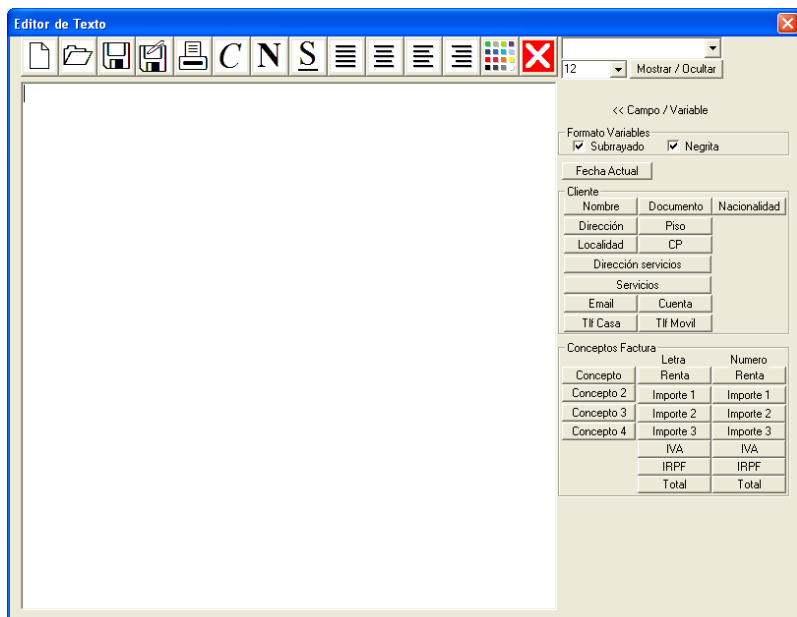 Editor de Texto
C N S
12 Mostrar / Ocultar
<< Campo / Variable
Formato Variables
Subrrayado Negrita
Fecha Actual
Cliente
Nombre Documento Nacionalidad
Dirección Piso
Localidad CP
Dirección servicios
Servicios
Email Cuenta
Tlf Casa Tlf Movil
Conceptos Factura
Letra Numero
Concepto Renta Renta
Concepto 2 Importe 1 Importe 1
Concepto 3 Importe 2 Importe 2
Concepto 4 Importe 3 Importe 3
IVA IVA
IRPF IRPF
Total Total